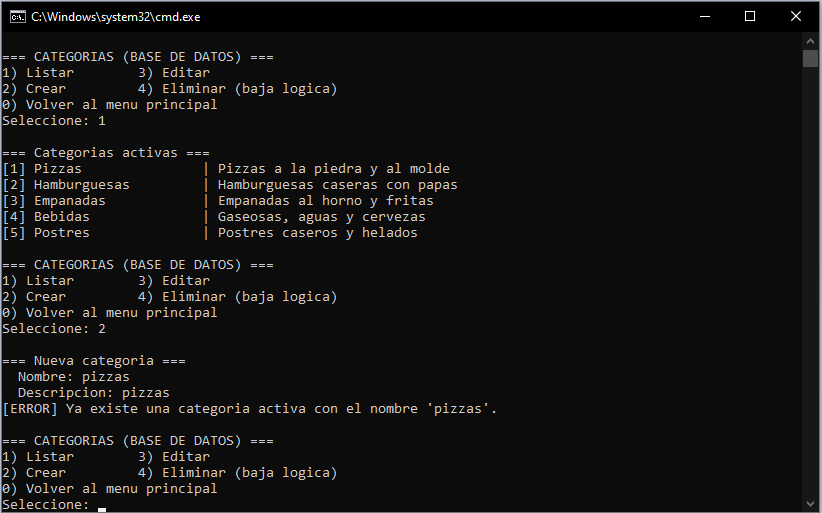 C:\Windows\system32\cmd.exe
=== CATEGORIAS (BASE DE DATOS) ===
1) Listar        3) Editar
2) Crear         4) Eliminar (baja logica)
0) Volver al menu principal
Seleccione: 1
=== Categorias activas ===
[1] Pizzas               | Pizzas a la piedra y al molde
[2] Hamburguesas         | Hamburguesas caseras con papas
[3] Empanadas            | Empanadas al horno y fritas
[4] Bebidas              | Gaseosas, aguas y cervezas
[5] Postres              | Postres caseros y helados
=== CATEGORIAS (BASE DE DATOS) ===
1) Listar        3) Editar
2) Crear         4) Eliminar (baja logica)
0) Volver al menu principal
Seleccione: 2
=== Nueva categoria ===
  Nombre: pizzas
  Descripcion: pizzas
[ERROR] Ya existe una categoria activa con el nombre 'pizzas'.
=== CATEGORIAS (BASE DE DATOS) ===
1) Listar        3) Editar
2) Crear         4) Eliminar (baja logica)
0) Volver al menu principal
Seleccione: